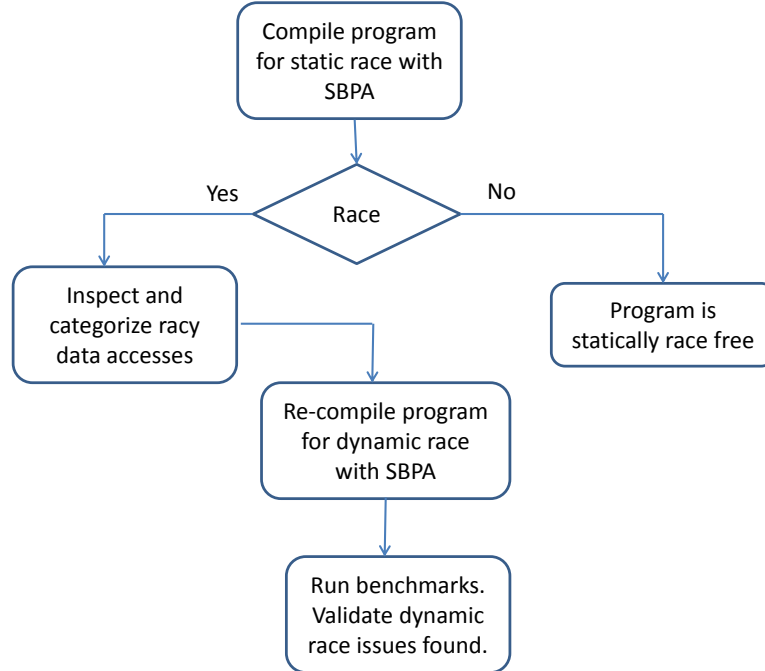 Compile program
for static race with
SBPA
Yes
Race
No
Inspect and
categorize racy
data accesses
Program is
statically race free
Re-compile program
for dynamic race
with SBPA
Run benchmarks.
Validate dynamic
race issues found.